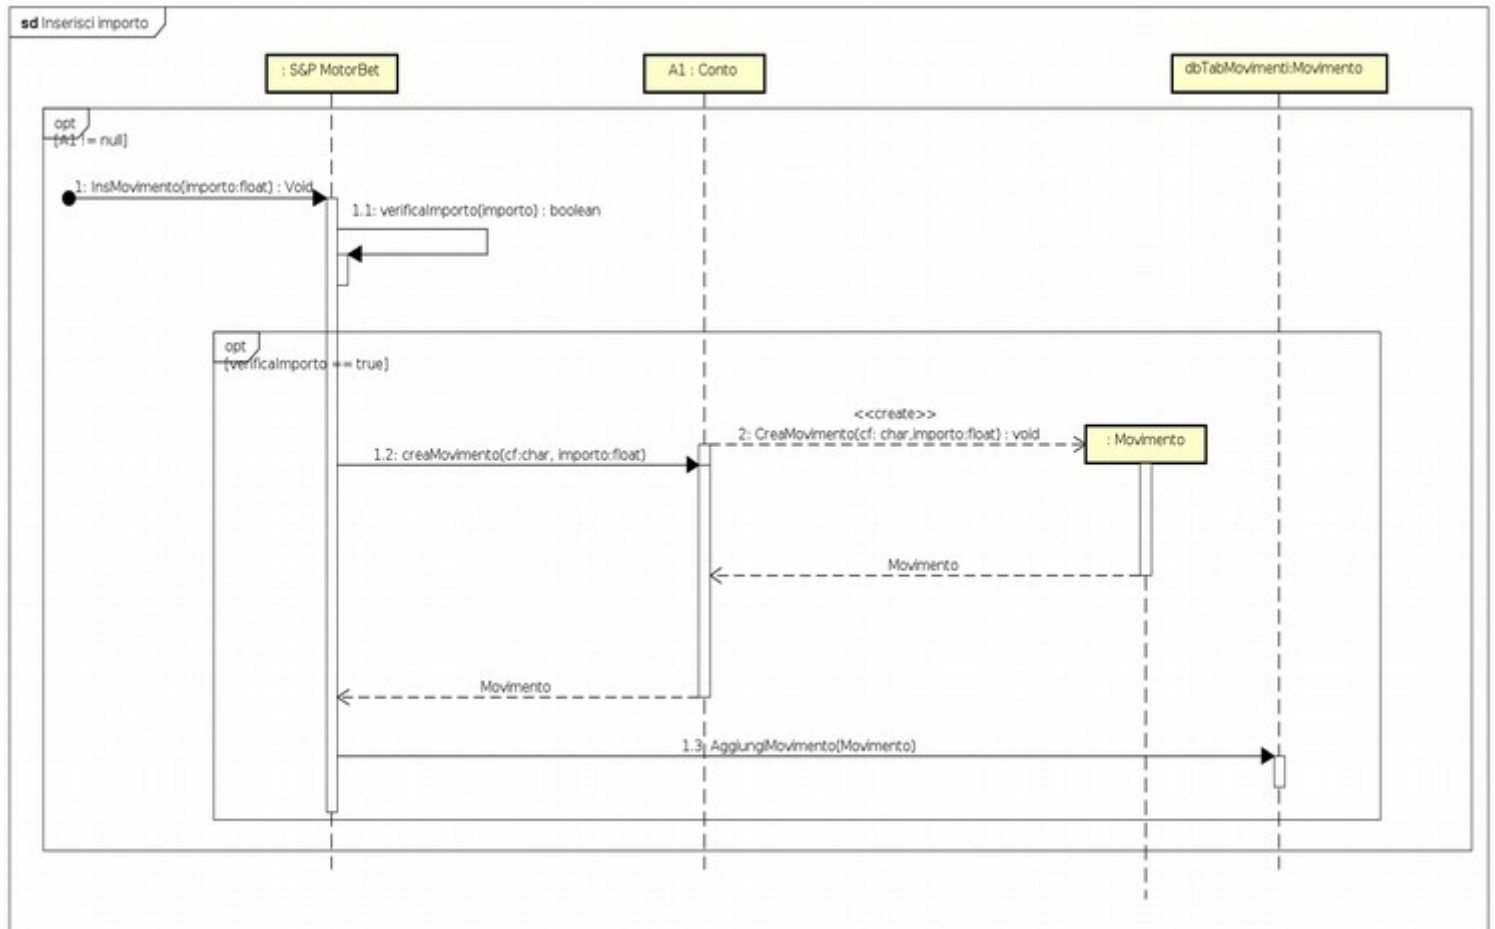 sd Inserisci importo
: S&P MotorBet
A1 : Conto
dbTabMovimenti:Movimento
opt
[A1 != null]
1: InsMovimento(importo:float) : Void
1.1: verificaImporto(importo) : boolean
opt
[verificaImporto == true]
<<create>>
2: CreaMovimento(cf: char,importo:float) : void
: Movimento
1.2: creaMovimento(cf:char, importo:float)
Movimento
Movimento
1.3: AggiungiMovimento(Movimento)